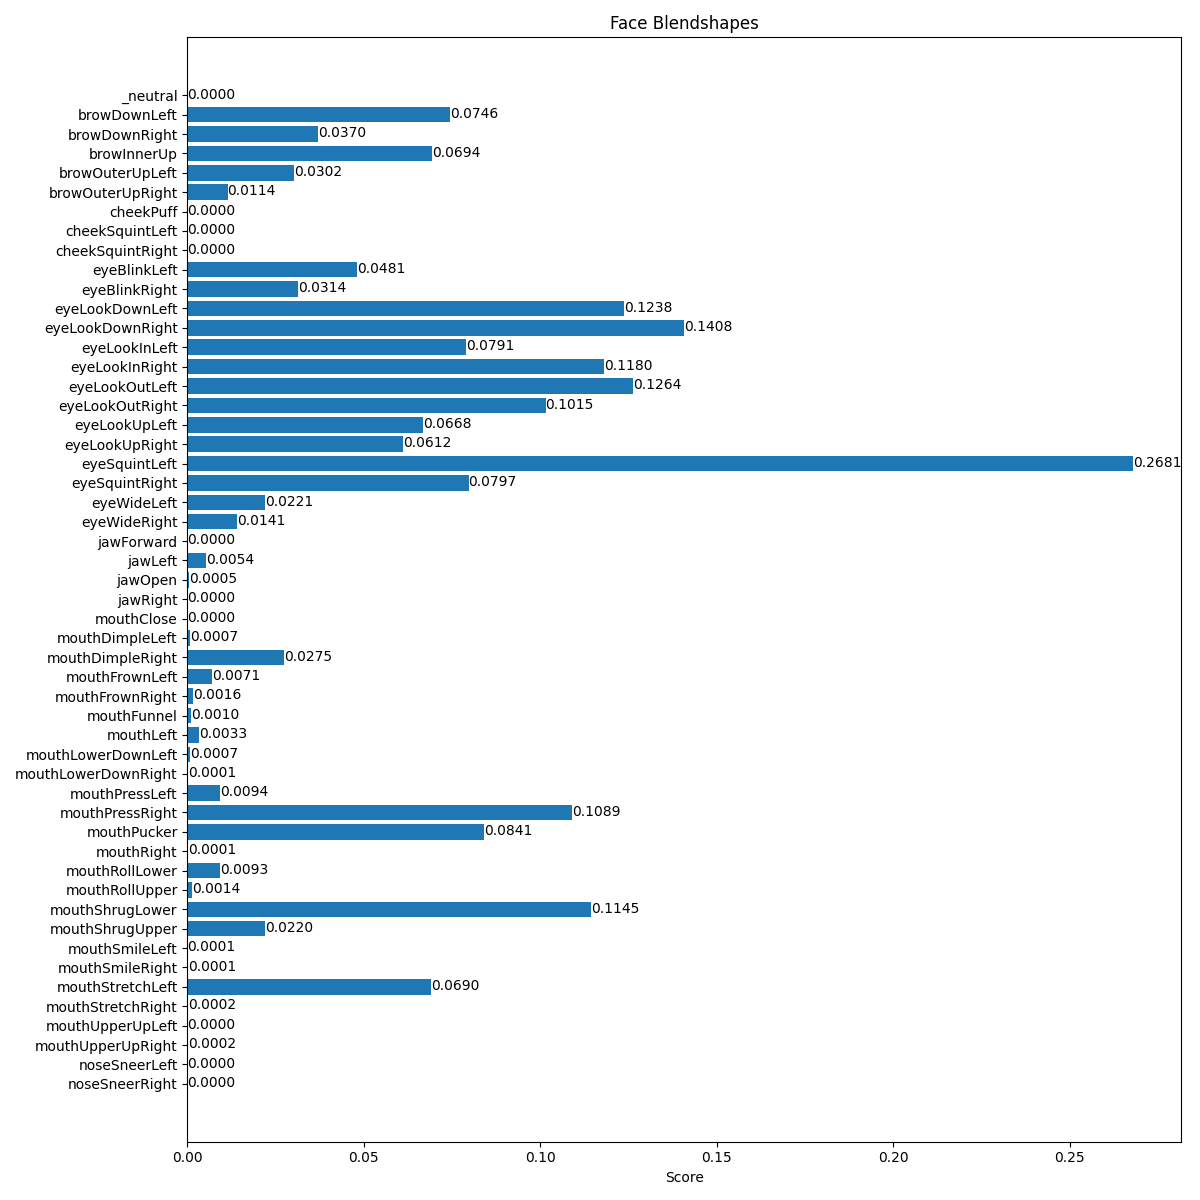 Face Blendshapes
_neutral 0.0000
browDownLeft 0.0746
browDownRight 0.0370
browInnerUp 0.0694
browOuterUpLeft 0.0302
browOuterUpRight 0.0114
cheekPuff 0.0000
cheekSquintLeft 0.0000
cheekSquintRight 0.0000
eyeBlinkLeft 0.0481
eyeBlinkRight 0.0314
eyeLookDownLeft 0.1238
eyeLookDownRight 0.1408
eyeLookInLeft 0.0791
eyeLookInRight 0.1180
eyeLookOutLeft 0.1264
eyeLookOutRight 0.1015
eyeLookUpLeft 0.0668
eyeLookUpRight 0.0612
eyeSquintLeft 0.2681
eyeSquintRight 0.0797
eyeWideLeft 0.0221
eyeWideRight 0.0141
jawForward 0.0000
jawLeft 0.0054
jawOpen 0.0005
jawRight 0.0000
mouthClose 0.0000
mouthDimpleLeft 0.0007
mouthDimpleRight 0.0275
mouthFrownLeft 0.0071
mouthFrownRight 0.0016
mouthFunnel 0.0010
mouthLeft 0.0033
mouthLowerDownLeft 0.0007
mouthLowerDownRight 0.0001
mouthPressLeft 0.0094
mouthPressRight 0.1089
mouthPucker 0.0841
mouthRight 0.0001
mouthRollLower 0.0093
mouthRollUpper 0.0014
mouthShrugLower 0.1145
mouthShrugUpper 0.0220
mouthSmileLeft 0.0001
mouthSmileRight 0.0001
mouthStretchLeft 0.0690
mouthStretchRight 0.0002
mouthUpperUpLeft 0.0000
mouthUpperUpRight 0.0002
noseSneerLeft 0.0000
noseSneerRight 0.0000
0.00 0.05 0.10 0.15 0.20 0.25
Score